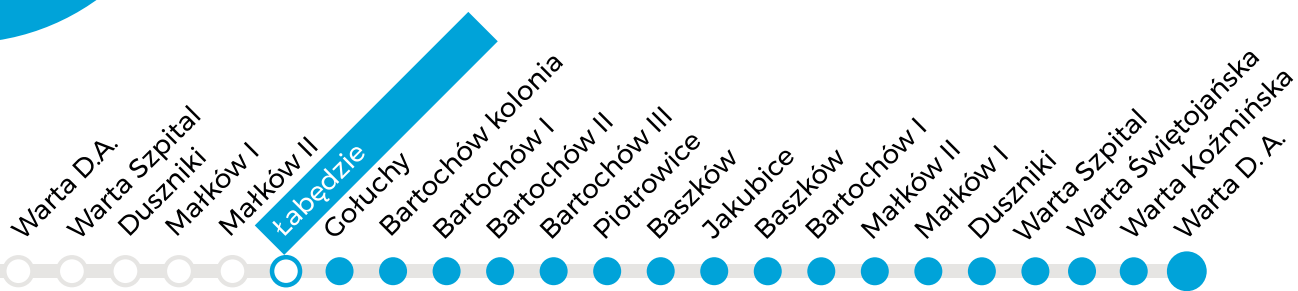 Warta D.A.
Warta Szpital
Duszniki
Małków I
Małków II
Łabędzie
Gołuchy
Bartochów kolonia
Bartochów I
Bartochów II
Bartochów III
Piotrowice
Baszków
Jakubice
Baszków
Bartochów I
Małków II
Małków I
Duszniki
Warta Szpital
Warta Świętojańska
Warta Koźmińska
Warta D. A.